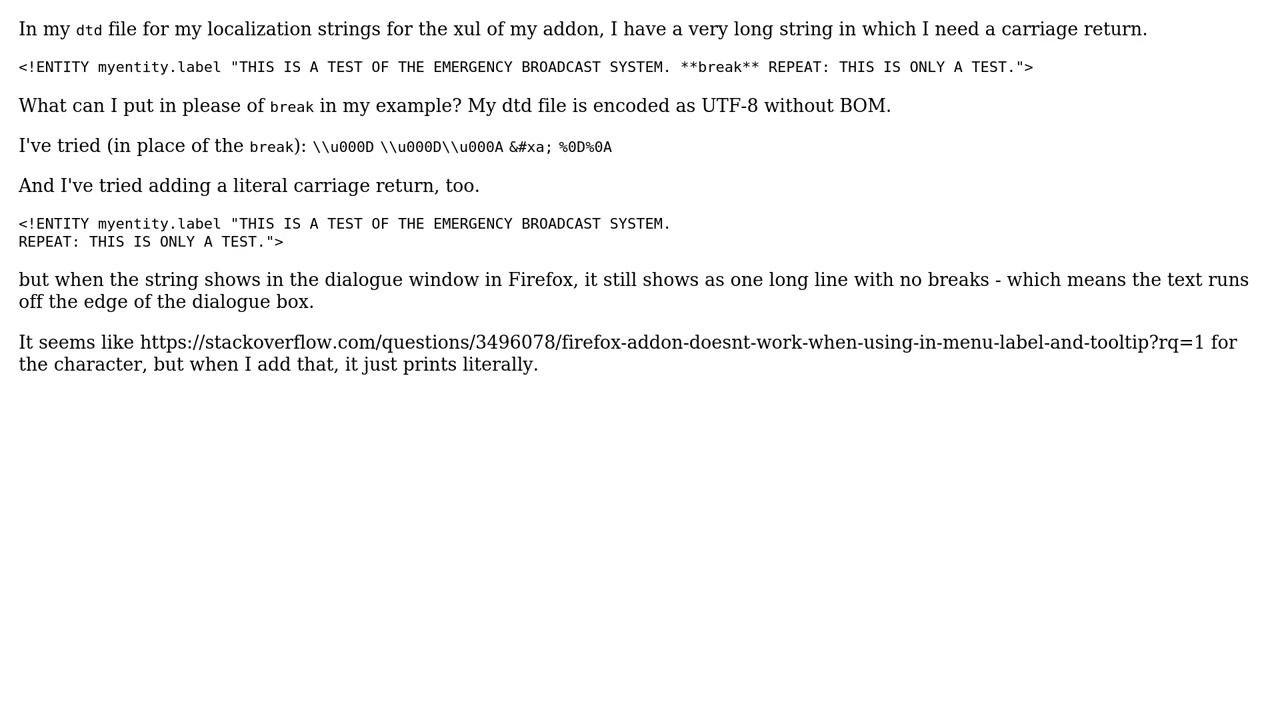 In my dtd file for my localization strings for the xul of my addon, I have a very long string in which I need a carriage return.
<!ENTITY myentity.label "THIS IS A TEST OF THE EMERGENCY BROADCAST SYSTEM. **break** REPEAT: THIS IS ONLY A TEST.">
What can I put in please of break in my example? My dtd file is encoded as UTF-8 without BOM.
I've tried (in place of the break): \\u000D \\u000D\\u000A &#xa; %0D%0A
And I've tried adding a literal carriage return, too.
<!ENTITY myentity.label "THIS IS A TEST OF THE EMERGENCY BROADCAST SYSTEM.
REPEAT: THIS IS ONLY A TEST.">
but when the string shows in the dialogue window in Firefox, it still shows as one long line with no breaks - which means the text runs
off the edge of the dialogue box.
It seems like https://stackoverflow.com/questions/3496078/firefox-addon-doesnt-work-when-using-in-menu-label-and-tooltip?rq=1 for
the character, but when I add that, it just prints literally.